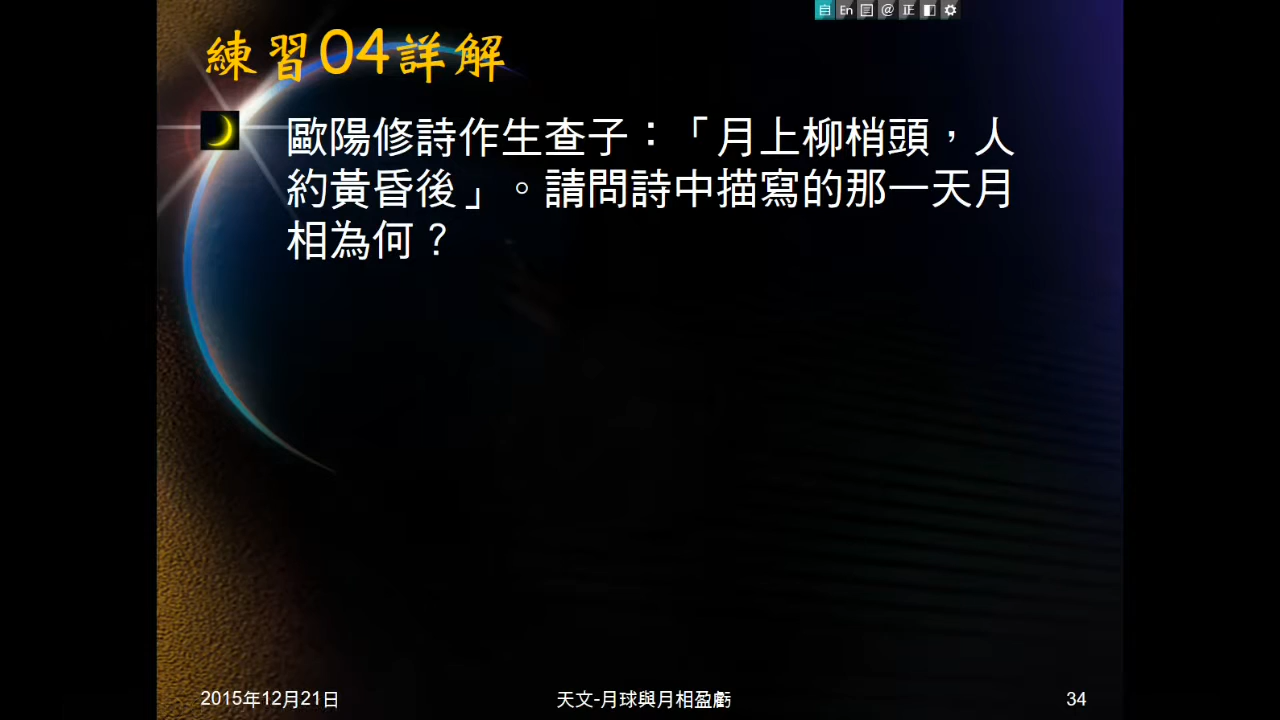 自 En @ 正
練習04詳解
歐陽修詩作生查子：「月上柳梢頭，人
約黃昏後」。請問詩中描寫的那一天月
相為何？
2015年12月21日
天文-月球與月相盈虧
34